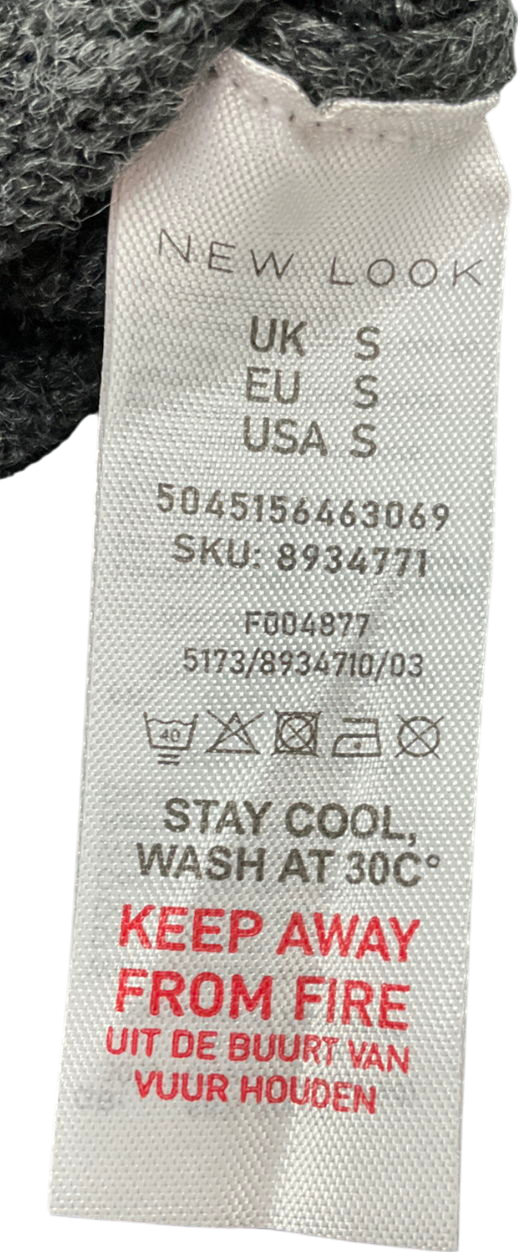 NEW LOOK
UK S
EU S
USA S
5045156463069
SKU: 8934771
F004877
5173/8934710/03
40
STAY COOL,
WASH AT 30C°
KEEP AWAY
FROM FIRE
UIT DE BUURT VAN
VUUR HOUDEN